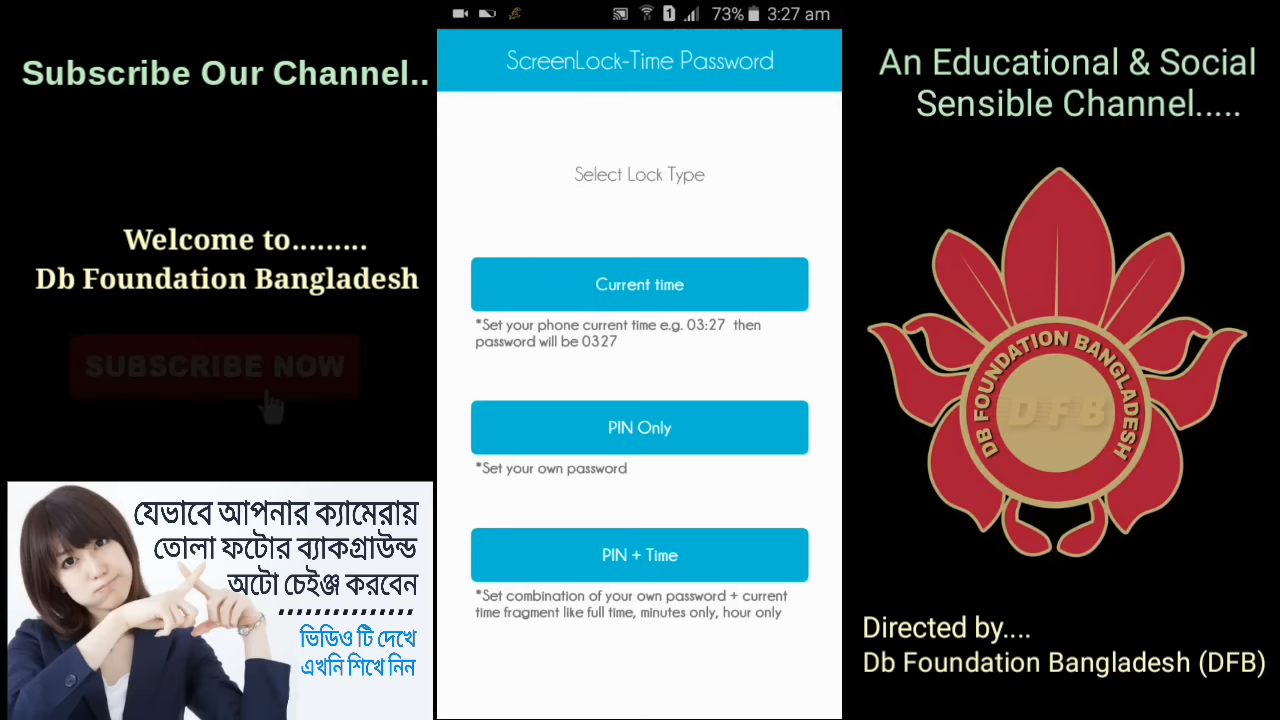 Subscribe Our Channel..
Welcome to.........
Db Foundation Bangladesh
SUBSCRIBE NOW
যেভাবে আপনার ক্যামেরায়
তোলা ফটোর ব্যাকগ্রাউন্ড
অটো চেইঞ্জ করবেন
ভিডিও টি দেখে
এখনি শিখে নিন
1
73%
3:27 am
ScreenLock-Time Password
Select Lock Type
Current time
*Set your phone current time e.g. 03:27 then
password will be 0327
PIN Only
*Set your own password
PIN + Time
*Set combination of your own password + current
time fragment like full time, minutes only, hour only
An Educational & Social
Sensible Channel.....
DB FOUNDATION BANGLADESH
DFB
Directed by....
Db Foundation Bangladesh (DFB)